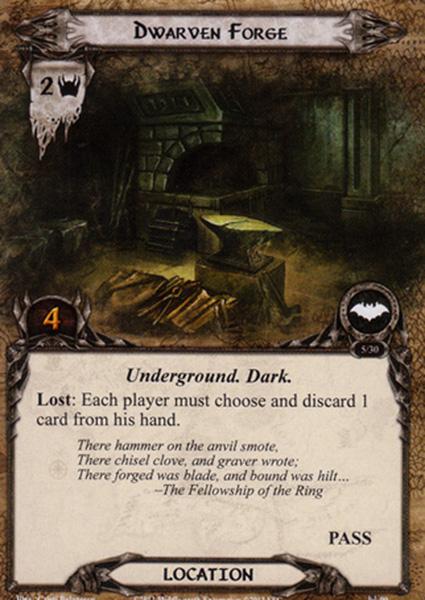 DWARVEN FORGE
2
4
5/30
Underground. Dark.
Lost: Each player must choose and discard 1
card from his hand.
There hammer on the anvil smote,
There chisel clove, and graver wrote;
There forged was blade, and bound was hilt...
–The Fellowship of the Ring
PASS
LOCATION